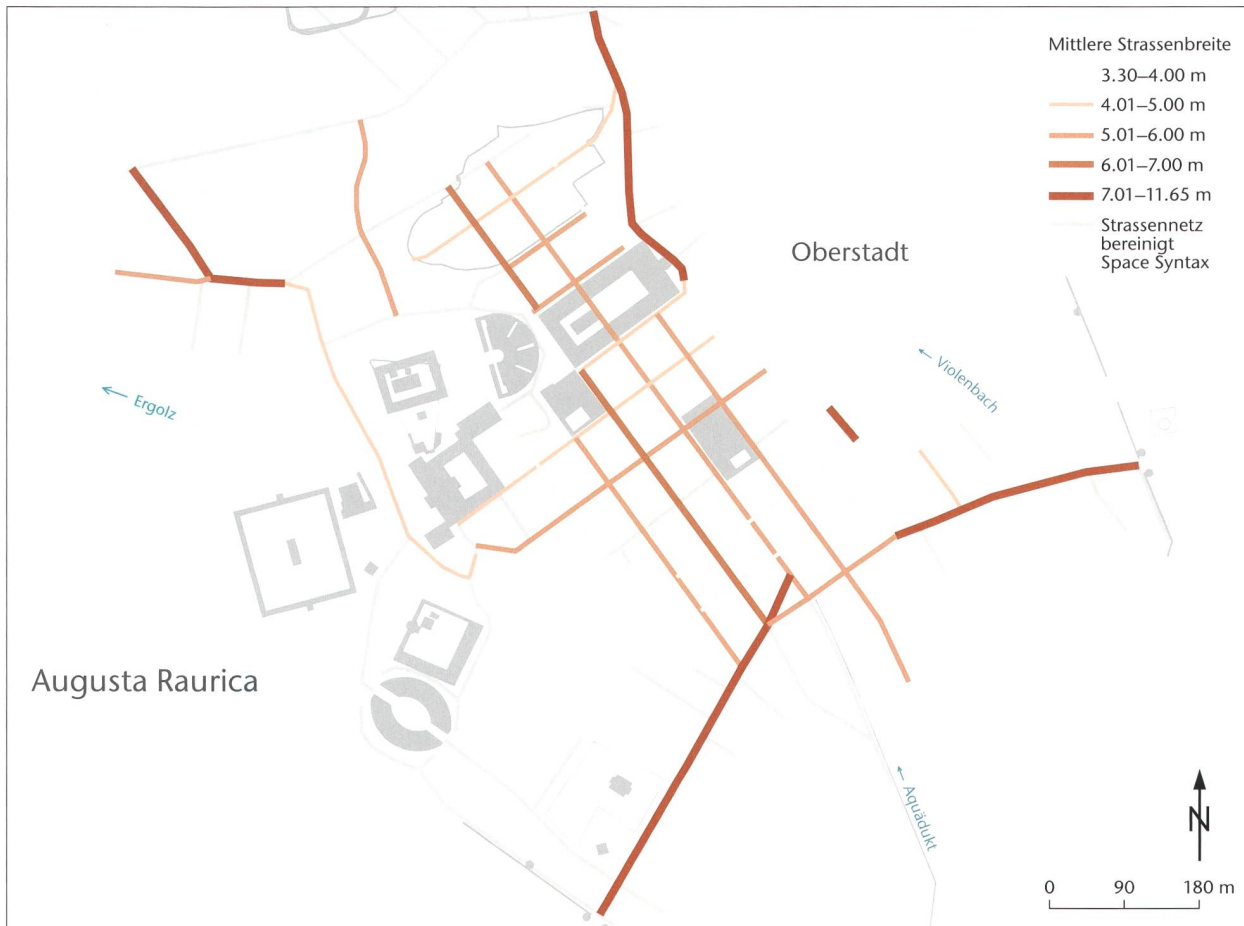 Mittlere Strassenbreite
3.30–4.00 m
4.01–5.00 m
5.01–6.00 m
6.01–7.00 m
7.01–11.65 m
Strassennetz
bereinigt
Space Syntax
Oberstadt
Violenbach
Ergolz
Augusta Raurica
Aquädukt
N
0 90 180 m